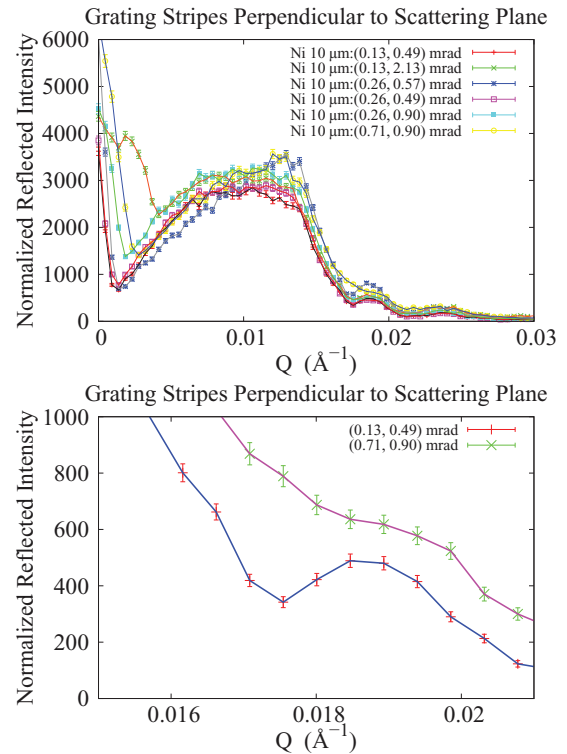 Grating Stripes Perpendicular to Scattering Plane
Normalized Reflected Intensity
6000
5000
4000
3000
2000
1000
0
Ni 10 µm:(0.13, 0.49) mrad
Ni 10 µm:(0.13, 2.13) mrad
Ni 10 µm:(0.26, 0.57) mrad
Ni 10 µm:(0.26, 0.49) mrad
Ni 10 µm:(0.26, 0.90) mrad
Ni 10 µm:(0.71, 0.90) mrad
0 0.01 0.02 0.03
Q (Å⁻¹)
Grating Stripes Perpendicular to Scattering Plane
Normalized Reflected Intensity
1000
800
600
400
200
0
(0.13, 0.49) mrad
(0.71, 0.90) mrad
0.016 0.018 0.02
Q (Å⁻¹)